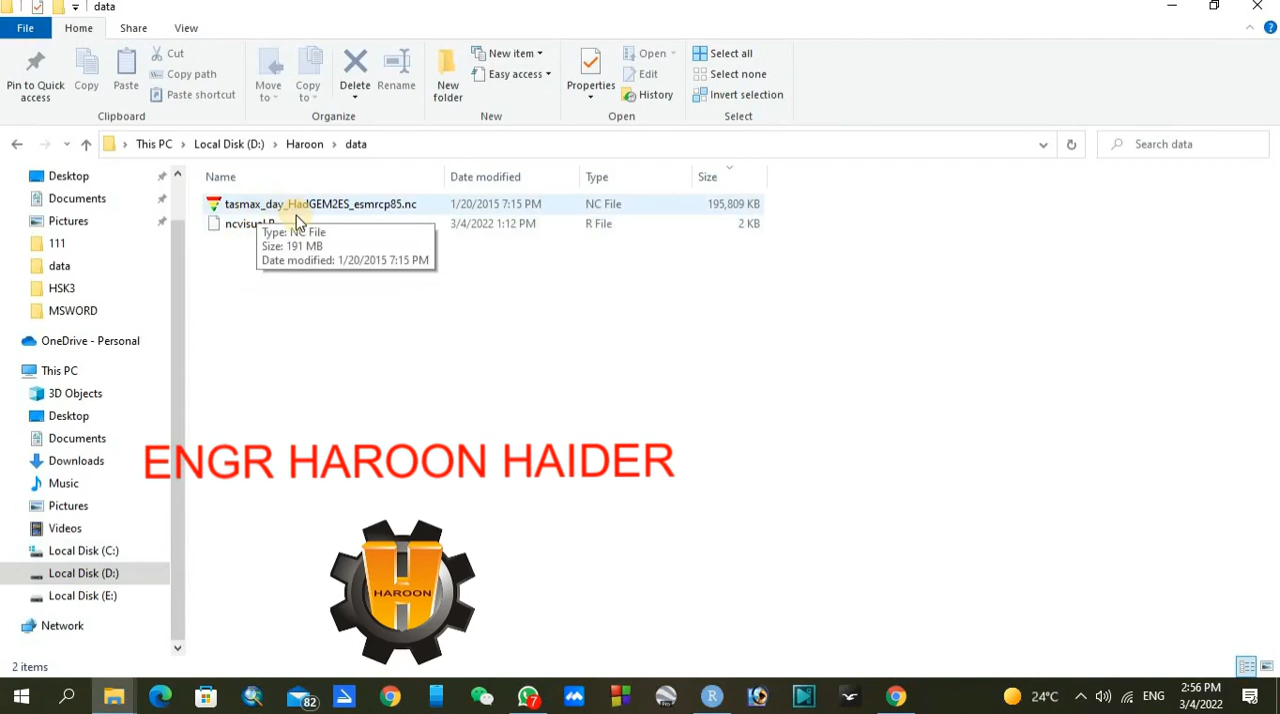 data
File Home Share View
Pin to Quick access
Copy
Paste
Cut
Copy path
Paste shortcut
Clipboard
Move to
Copy to
Delete
Rename
Organize
New folder
New item
Easy access
New
Properties
Open
Edit
History
Open
Select all
Select none
Invert selection
Select
This PC Local Disk (D:) Haroon data
Search data
Name Date modified Type Size
tasmax_day_HadGEM2ES_esmrcp85.nc 1/20/2015 7:15 PM NC File 195,809 KB
ncvisual.R 3/4/2022 1:12 PM R File 2 KB
Type: NC File
Size: 191 MB
Date modified: 1/20/2015 7:15 PM
Desktop
Documents
Pictures
111
data
HSK3
MSWORD
OneDrive - Personal
This PC
3D Objects
Desktop
Documents
Downloads
Music
Pictures
Videos
Local Disk (C:)
Local Disk (D:)
Local Disk (E:)
Network
ENGR HAROON HAIDER
HAROON
2 items
82
7
R
24°C
ENG
2:56 PM
3/4/2022